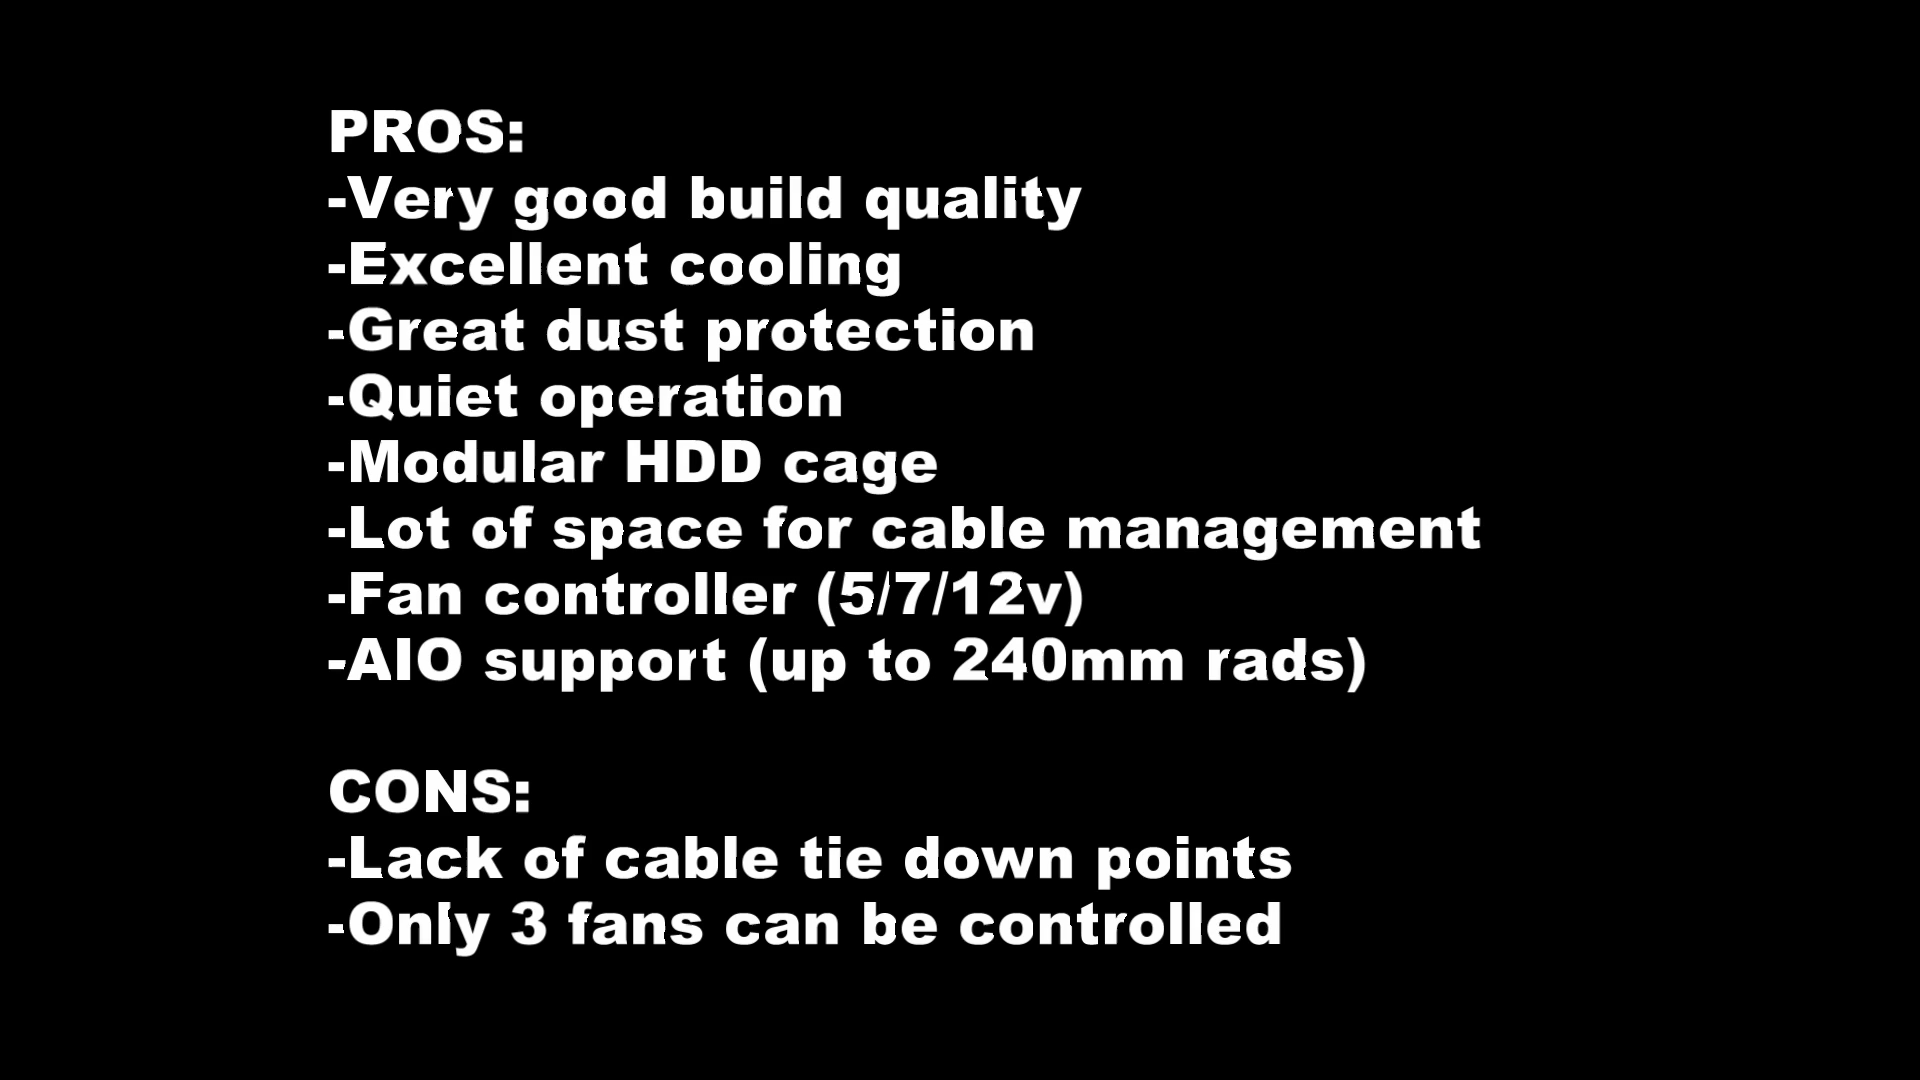 PROS:
-Very good build quality
-Excellent cooling
-Great dust protection
-Quiet operation
-Modular HDD cage
-Lot of space for cable management
-Fan controller (5/7/12v)
-AIO support (up to 240mm rads)
CONS:
-Lack of cable tie down points
-Only 3 fans can be controlled